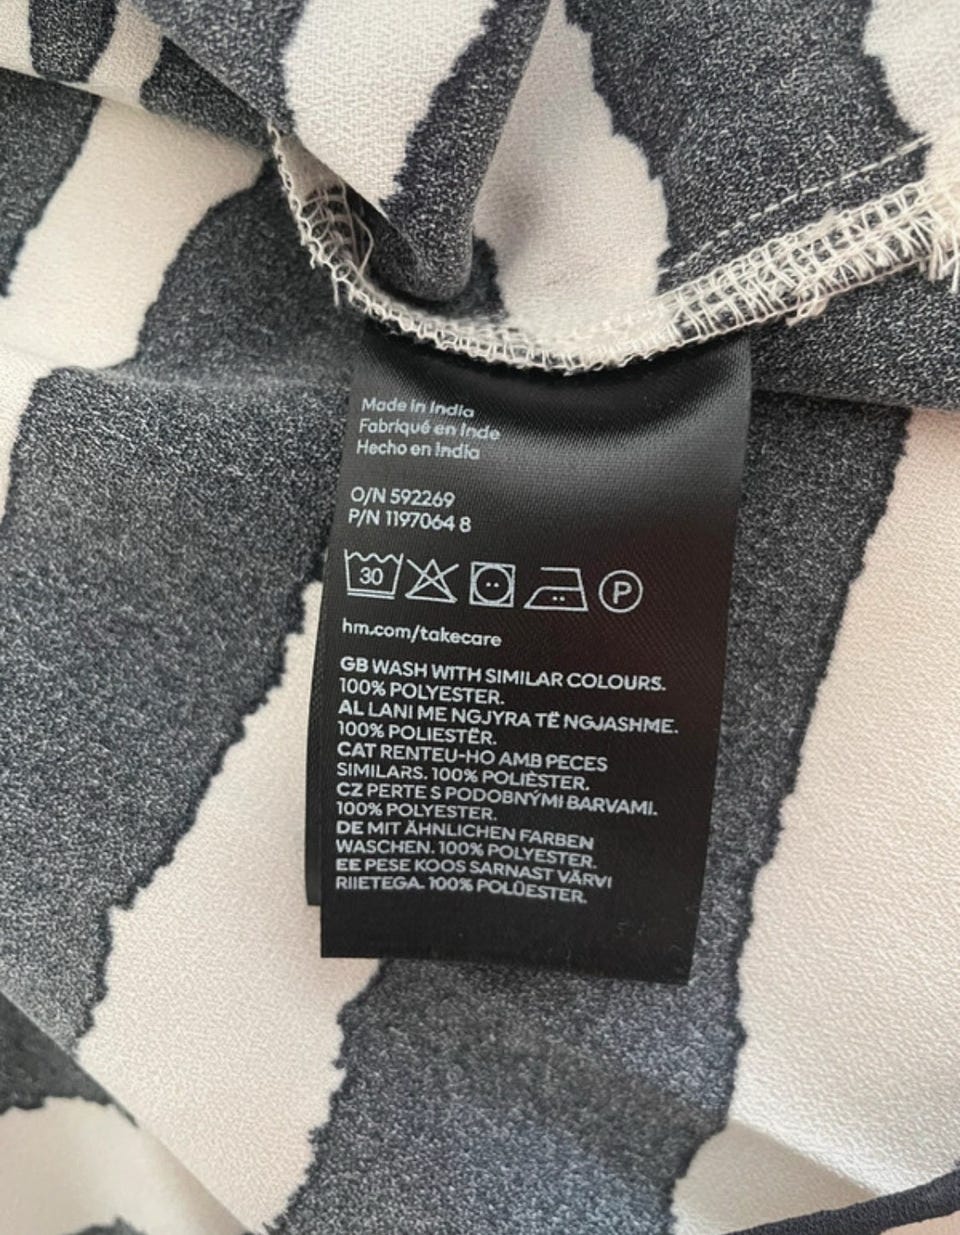 Made in India
Fabriqué en Inde
Hecho en India
O/N 592269
P/N 1197064 8
30 P
hm.com/takecare
GB WASH WITH SIMILAR COLOURS.
100% POLYESTER.
AL LANI ME NGJYRA TË NGJASHME.
100% POLIESTËR.
CAT RENTEU-HO AMB PECES
SIMILARS. 100% POLIÈSTER.
CZ PERTE S PODOBNÝMI BARVAMI.
100% POLYESTER.
DE MIT ÄHNLICHEN FARBEN
WASCHEN. 100% POLYESTER.
EE PESE KOOS SARNAST VÄRVI
RIIETEGA. 100% POLÜESTER.